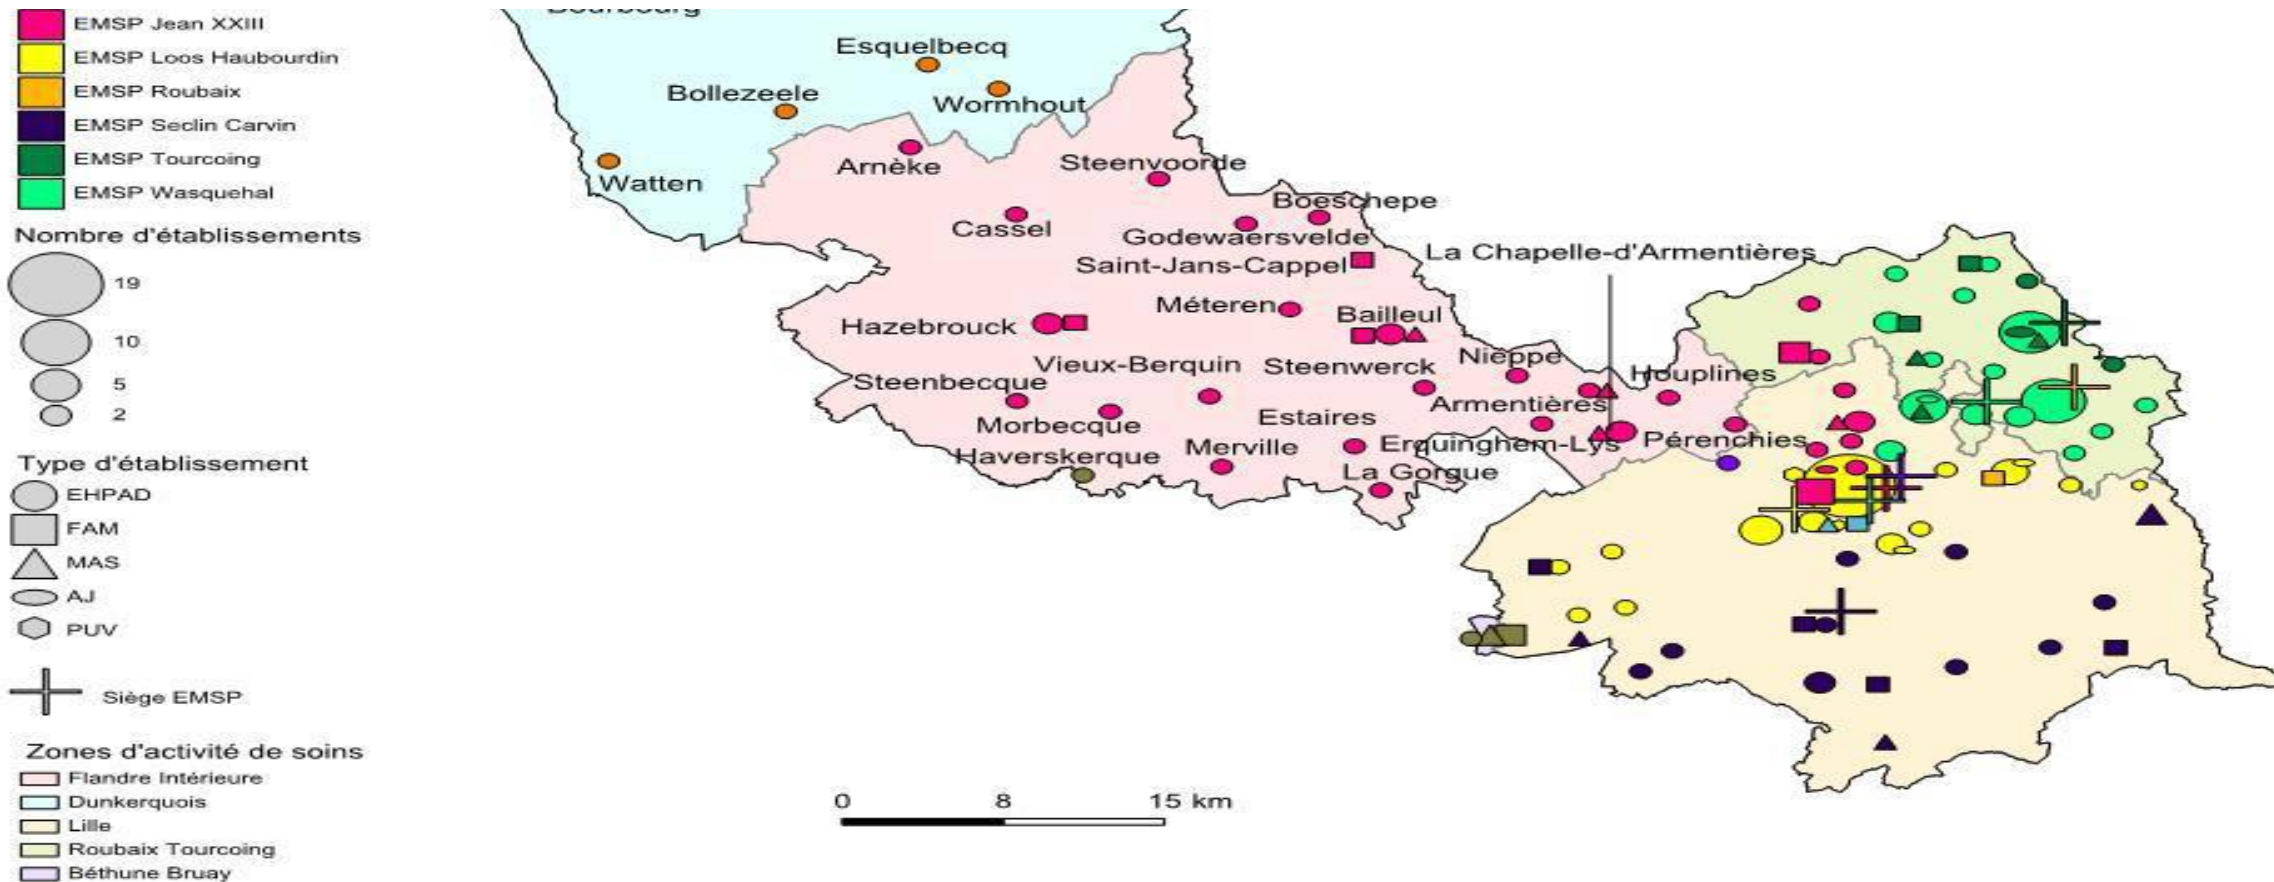 EMSP Jean XXIII
EMSP Loos Haubourdin
EMSP Roubaix
EMSP Seclin Carvin
EMSP Tourcoing
EMSP Wasquehal
Nombre d'établissements
19
10
5
2
Type d'établissement
EHPAD
FAM
MAS
AJ
PUV
Siège EMSP
Zones d'activité de soins
Flandre Intérieure
Dunkerquois
Lille
Roubaix Tourcoing
Béthune Bruay
Bourbourg
Esquelbecq
Bollezeele
Wormhout
Watten
Arnèke
Steenvoorde
Cassel
Boeschepe
Godewaersvelde
Saint-Jans-Cappel
La Chapelle-d'Armentières
Méteren
Bailleul
Hazebrouck
Vieux-Berquin
Steenwerck
Nieppe
Houplines
Steenbecque
Morbecque
Estaires
Armentières
Haverskerque
Merville
Erquinghem-Lys
Pérenchies
La Gorgue
0 8 15 km